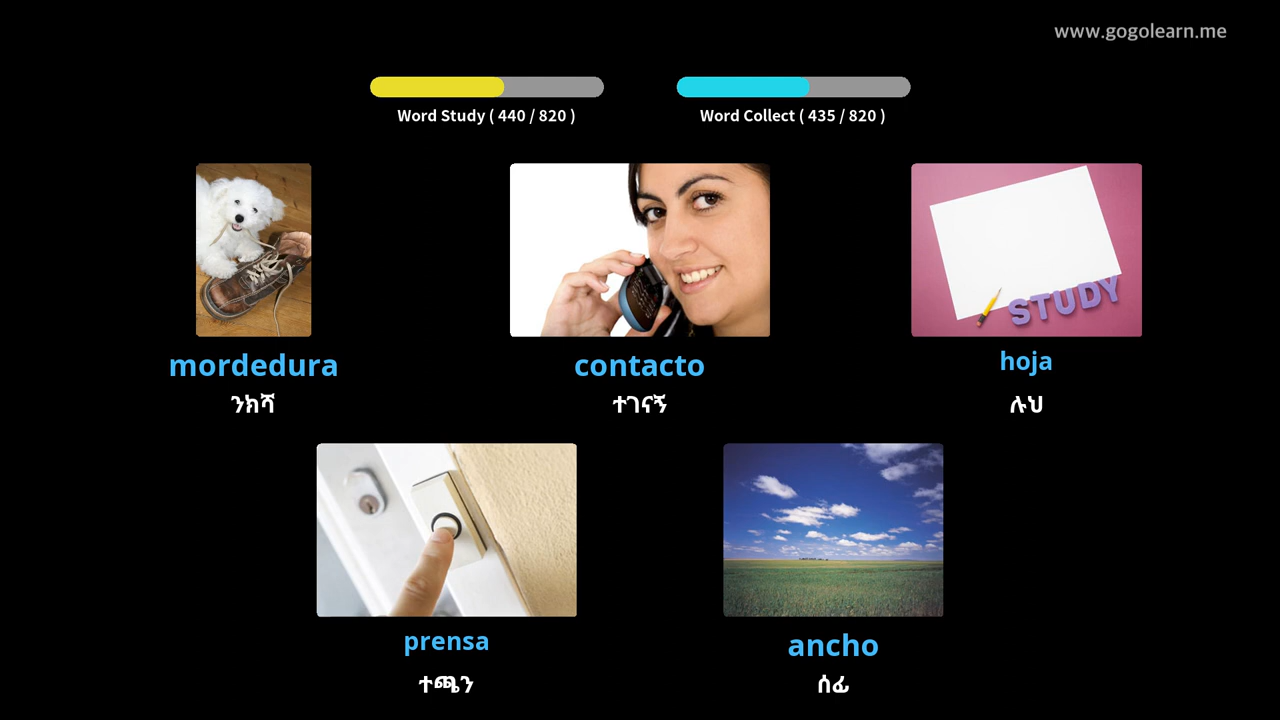 www.gogolearn.me
Word Study ( 440 / 820 )
Word Collect ( 435 / 820 )
mordedura
ንክሻ
contacto
ተገናኝ
STUDY
hoja
ሉህ
prensa
ተጫን
ancho
ሰፊ